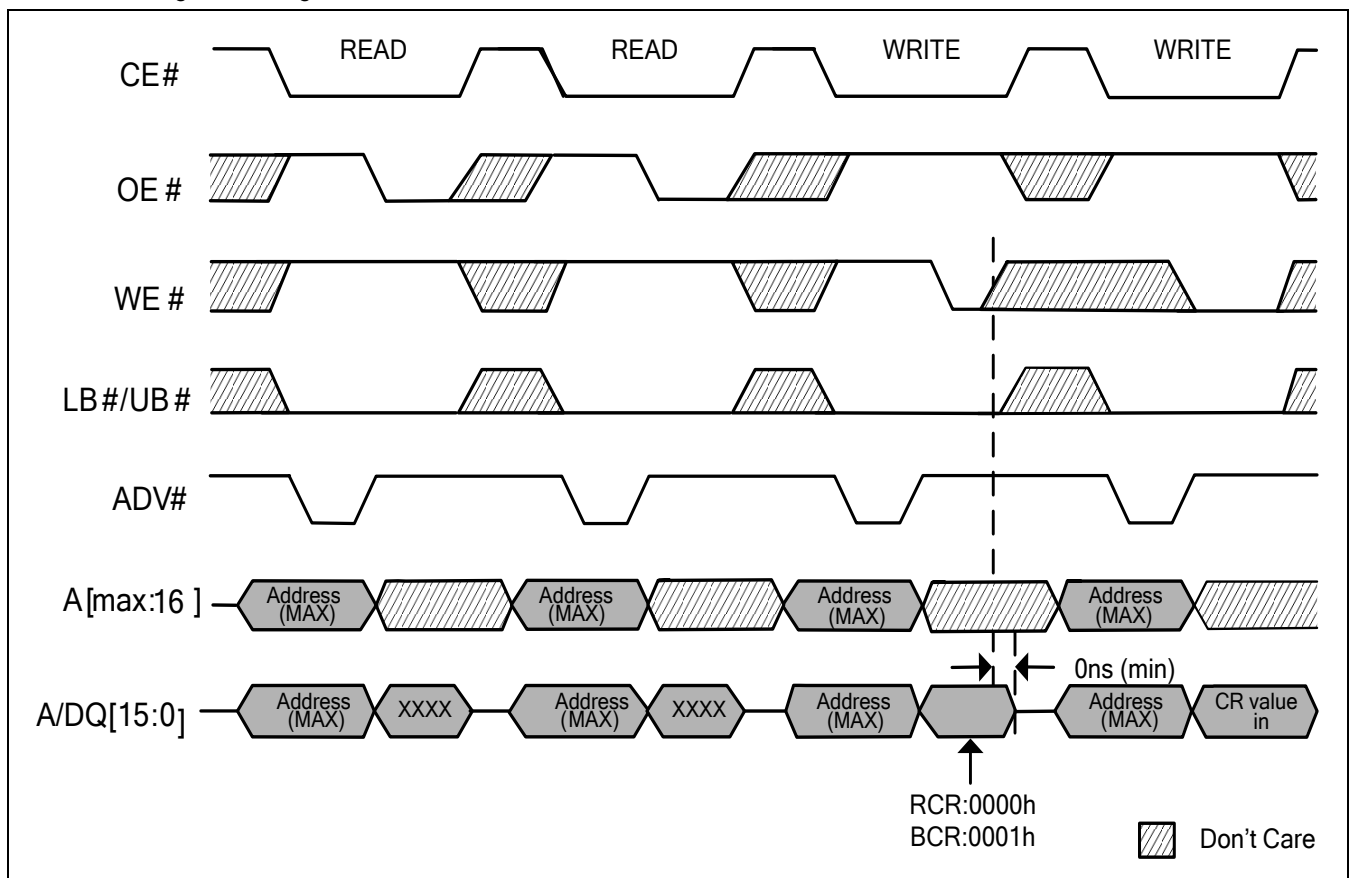 READ READ WRITE WRITE
CE#
OE #
WE #
LB #/UB #
ADV#
A [max:16 ] Address (MAX) Address (MAX) Address (MAX) Address (MAX)
0ns (min)
A/DQ[15:0] Address (MAX) XXXX Address (MAX) XXXX Address (MAX) Address (MAX) CR value in
RCR:0000h
BCR:0001h
Don't Care